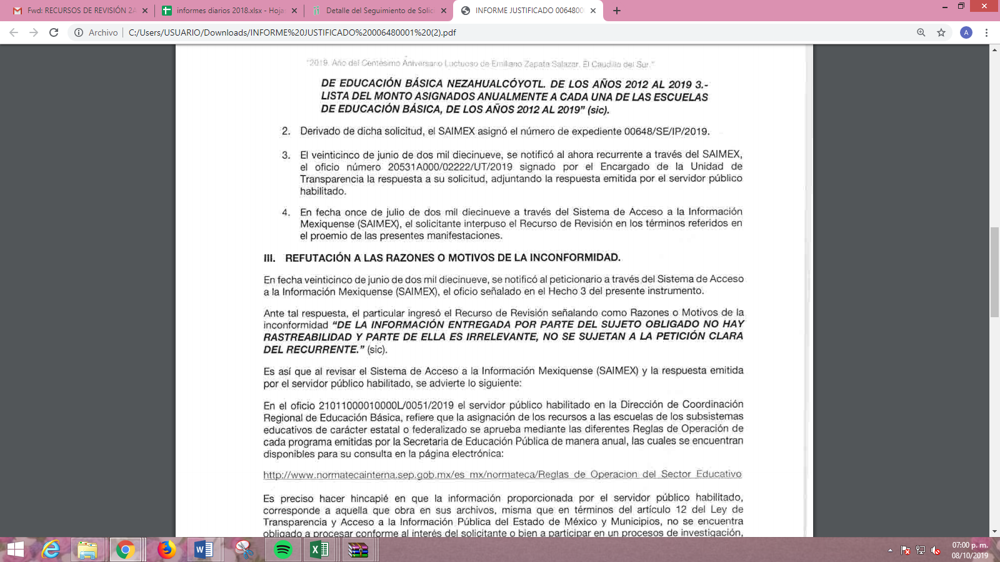 Fwd: RECURSOS DE REVISIÓN 2A
informes diarios 2018.xlsx - Hoja
Detalle del Seguimiento de Solic
INFORME JUSTIFICADO 0064800
Archivo
C:/Users/USUARIO/Downloads/INFORME%20JUSTIFICADO%20006480001%20(2).pdf
A
"2019. Año del Centésimo Aniversario Luctuoso de Emiliano Zapata Salazar. El Caudillo del Sur."
DE EDUCACIÓN BÁSICA NEZAHUALCÓYOTL. DE LOS AÑOS 2012 AL 2019 3.-
LISTA DEL MONTO ASIGNADOS ANUALMENTE A CADA UNA DE LAS ESCUELAS
DE EDUCACIÓN BÁSICA, DE LOS AÑOS 2012 AL 2019" (sic).
2. Derivado de dicha solicitud, el SAIMEX asignó el número de expediente 00648/SE/IP/2019.
3. El veinticinco de junio de dos mil diecinueve, se notificó al ahora recurrente a través del SAIMEX,
el oficio número 20531A000/02222/UT/2019 signado por el Encargado de la Unidad de
Transparencia la respuesta a su solicitud, adjuntando la respuesta emitida por el servidor público
habilitado.
4. En fecha once de julio de dos mil diecinueve a través del Sistema de Acceso a la Información
Mexiquense (SAIMEX), el solicitante interpuso el Recurso de Revisión en los términos referidos en
el proemio de las presentes manifestaciones.
III. REFUTACIÓN A LAS RAZONES O MOTIVOS DE LA INCONFORMIDAD.
En fecha veinticinco de junio de dos mil diecinueve, se notificó al peticionario a través del Sistema de Acceso
a la Información Mexiquense (SAIMEX), el oficio señalado en el Hecho 3 del presente instrumento.
Ante tal respuesta, el particular ingresó el Recurso de Revisión señalando como Razones o Motivos de la
inconformidad "DE LA INFORMACIÓN ENTREGADA POR PARTE DEL SUJETO OBLIGADO NO HAY
RASTREABILIDAD Y PARTE DE ELLA ES IRRELEVANTE, NO SE SUJETAN A LA PETICIÓN CLARA
DEL RECURRENTE." (sic).
Es así que al revisar el Sistema de Acceso a la Información Mexiquense (SAIMEX) y la respuesta emitida
por el servidor público habilitado, se advierte lo siguiente:
En el oficio 21011000010000L/0051/2019 el servidor público habilitado en la Dirección de Coordinación
Regional de Educación Básica, refiere que la asignación de los recursos a las escuelas de los subsistemas
educativos de carácter estatal o federalizado se aprueba mediante las diferentes Reglas de Operación de
cada programa emitidas por la Secretaria de Educación Pública de manera anual, las cuales se encuentran
disponibles para su consulta en la página electrónica:
http://www.normatecainterna.sep.gob.mx/es_mx/normateca/Reglas_de_Operacion_del_Sector_Educativo
Es preciso hacer hincapié en que la información proporcionada por el servidor público habilitado,
corresponde a aquella que obra en sus archivos, misma que en términos del artículo 12 del Ley de
Transparencia y Acceso a la Información Pública del Estado de México y Municipios, no se encuentra
obligado a procesar conforme al interés del solicitante o bien a participar en un procesos de investigación,
07:00 p. m.
08/10/2019